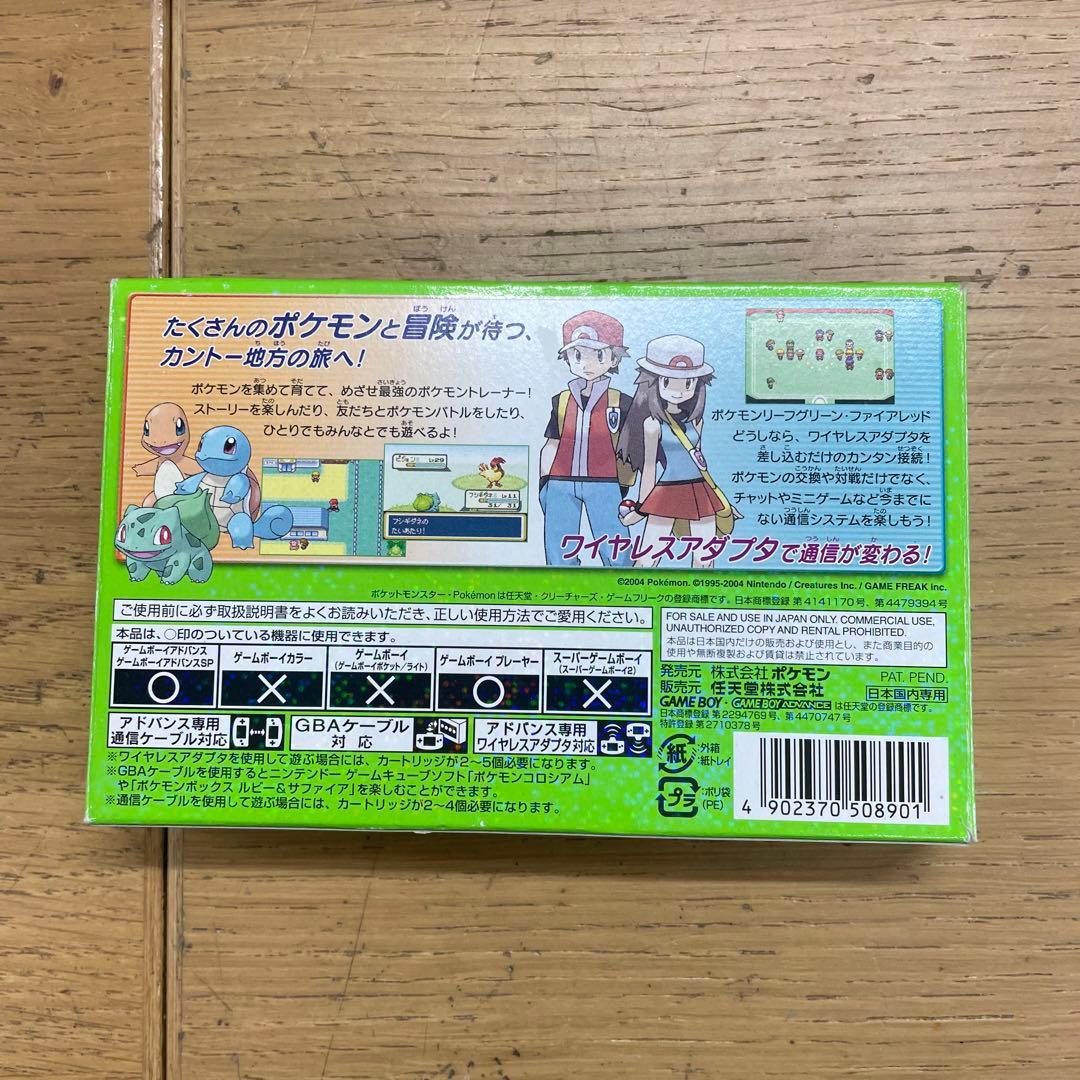 たくさんのポケモンと冒険が待つ、
カントー地方の旅へ!
ポケモンを集めて育てて、めざせ最強のポケモントレーナー!
ストーリーを楽しんだり、友だちとポケモンバトルをしたり、
ひとりでもみんなとでも遊べるよ!
ピジョン Lv29
フシギダネ Lv11
31/ 31
フシギダネの
たいあたり!
ポケモンリーフグリーン・ファイアレッド
どうしなら、ワイヤレスアダプタを
差し込むだけのカンタン接続!
ポケモンの交換や対戦だけでなく、
チャットやミニゲームなど今までに
ない通信システムを楽しもう!
ワイヤレスアダプタで通信が変わる!
©2004 Pokémon. ©1995-2004 Nintendo / Creatures Inc. / GAME FREAK inc.
ポケットモンスター・Pokémonは任天堂・クリーチャーズ・ゲームフリークの登録商標です。日本商標登録 第4141170号、第4479394号
ご使用前に必ず取扱説明書をよくお読みいただき、正しい使用方法でご愛用ください。
本品は、○印のついている機器に使用できます。
ゲームボーイアドバンス
ゲームボーイアドバンスSP
ゲームボーイカラー
ゲームボーイ
(ゲームボーイポケット/ライト)
ゲームボーイ プレーヤー
スーパーゲームボーイ
(スーパーゲームボーイ2)
○ × × ○ ×
アドバンス専用
通信ケーブル対応
GBAケーブル
対応
アドバンス専用
ワイヤレスアダプタ対応
※ワイヤレスアダプタを使用して遊ぶ場合には、カートリッジが2〜5個必要になります。
※GBAケーブルを使用するとニンテンドー ゲームキューブソフト「ポケモンコロシアム」
や「ポケモンボックス ルビー&サファイア」を楽しむことができます。
※通信ケーブルを使用して遊ぶ場合には、カートリッジが2〜4個必要になります。
FOR SALE AND USE IN JAPAN ONLY. COMMERCIAL USE,
UNAUTHORIZED COPY AND RENTAL PROHIBITED.
本品は日本国内だけの販売および使用とし、また商業目的の
使用や無断複製および賃貸は禁止されています。
発売元 株式会社ポケモン PAT. PEND.
販売元 任天堂株式会社 日本国内専用
GAME BOY・GAME BOY ADVANCE は任天堂の登録商標です。
日本商標登録 第2294769号、第4470747号
特許登録 第2710378号
紙 :外箱
:紙トレイ
プラ :ポリ袋
(PE)
4 902370 508901